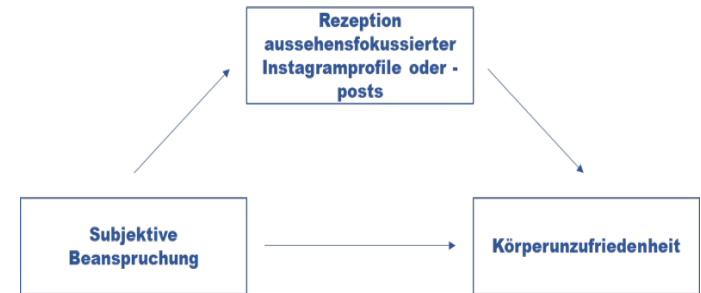 Rezeption
aussehensfokussierter
Instagramprofile oder -
posts
Subjektive
Beanspruchung
Körperunzufriedenheit